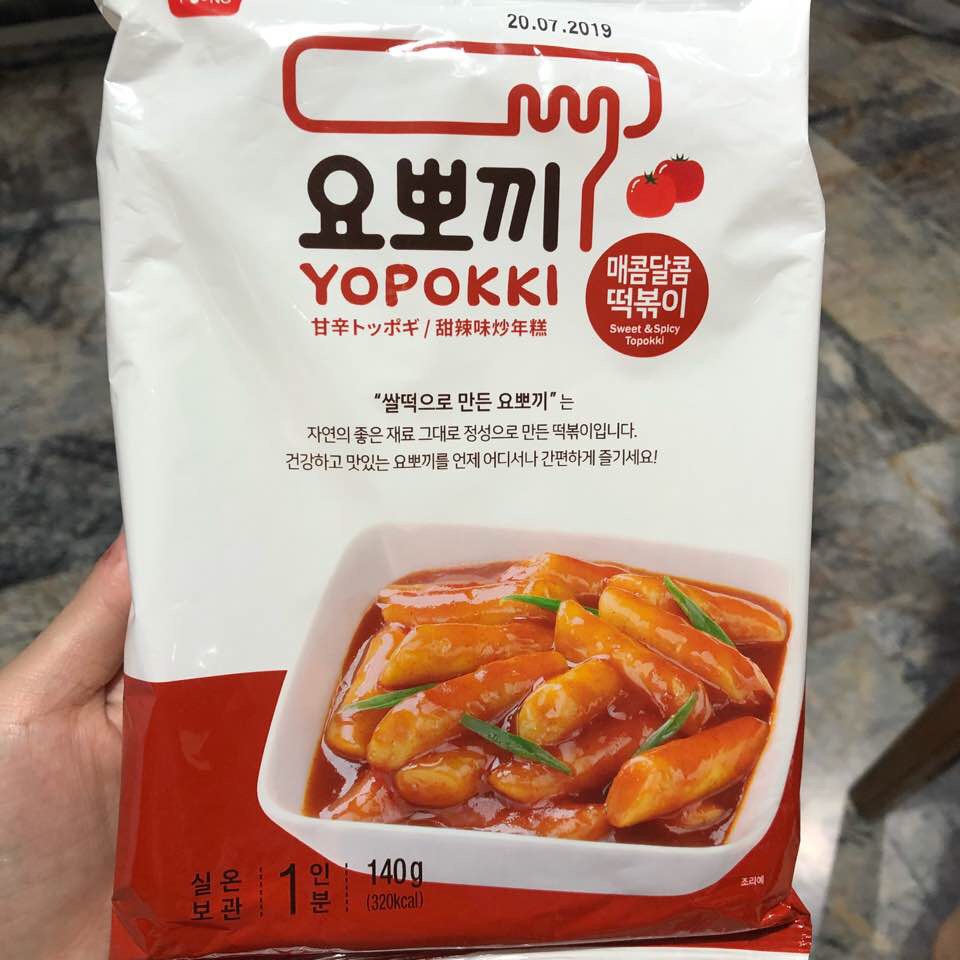 20.07.2019
요뽀끼
YOPOKKI
甘辛トッポギ / 甜辣味炒年糕
매콤달콤
떡볶이
Sweet & Spicy
Topokki
“쌀떡으로 만든 요뽀끼” 는
자연의 좋은 재료 그대로 정성으로 만든 떡볶이입니다.
건강하고 맛있는 요뽀끼를 언제 어디서나 간편하게 즐기세요!
실온
보관
1인분
140g
(320kcal)
조리예